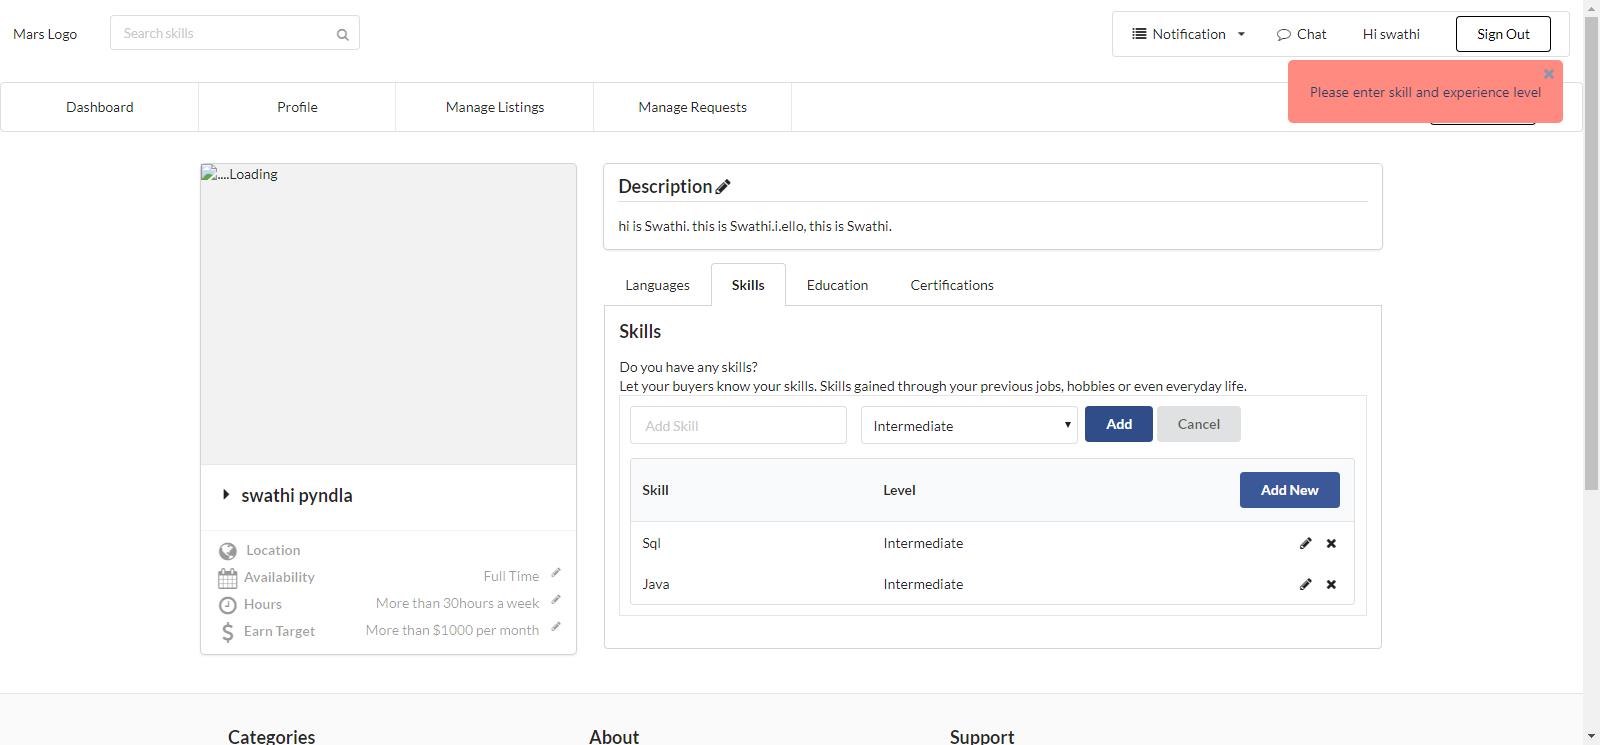 Mars Logo
Search skills
Notification
Chat
Hi swathi
Sign Out
Please enter skill and experience level
Dashboard
Profile
Manage Listings
Manage Requests
....Loading
Description
hi is Swathi. this is Swathi.i.ello, this is Swathi.
Languages
Skills
Education
Certifications
Skills
Do you have any skills?
Let your buyers know your skills. Skills gained through your previous jobs, hobbies or even everyday life.
Add Skill
Intermediate
Add
Cancel
Skill
Level
Add New
Sql
Intermediate
Java
Intermediate
swathi pyndla
Location
Availability
Full Time
Hours
More than 30hours a week
Earn Target
More than $1000 per month
Categories
About
Support